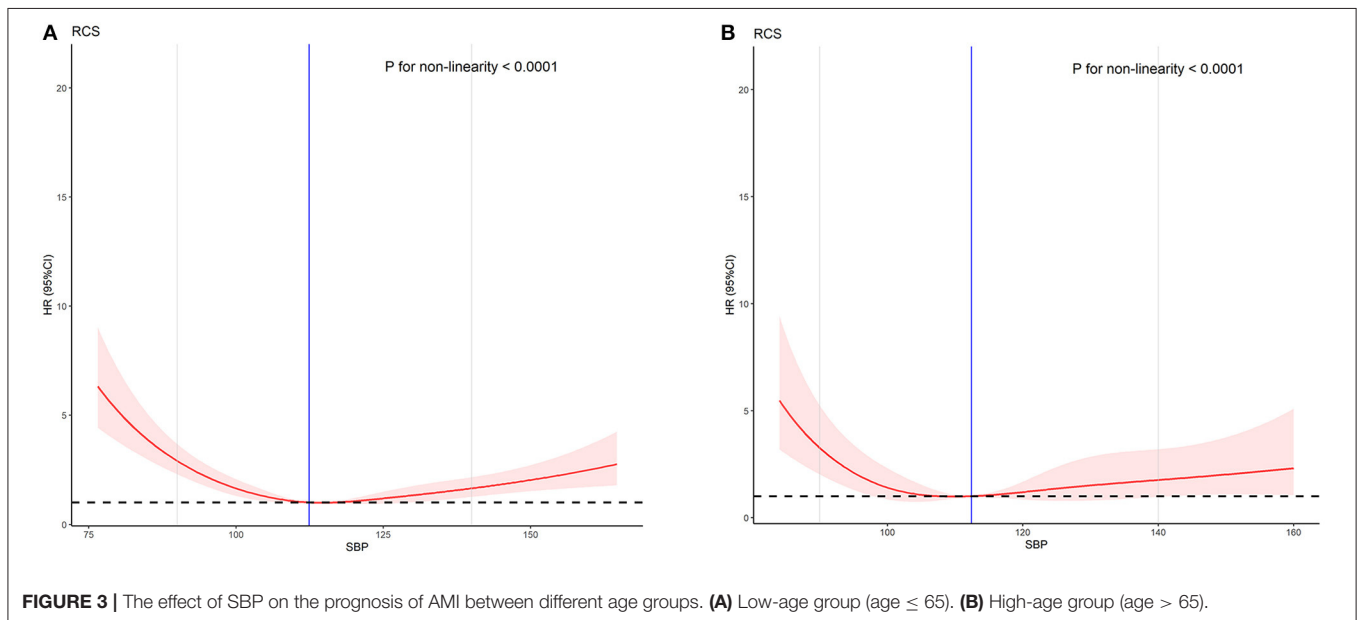 A
RCS
P for non-linearity < 0.0001
20
15
10
5
0
HR (95%CI)
75
100
125
150
SBP
B
RCS
P for non-linearity < 0.0001
20
15
10
5
0
HR (95%CI)
100
120
140
160
SBP
FIGURE 3 | The effect of SBP on the prognosis of AMI between different age groups. (A) Low-age group (age ≤ 65). (B) High-age group (age > 65).